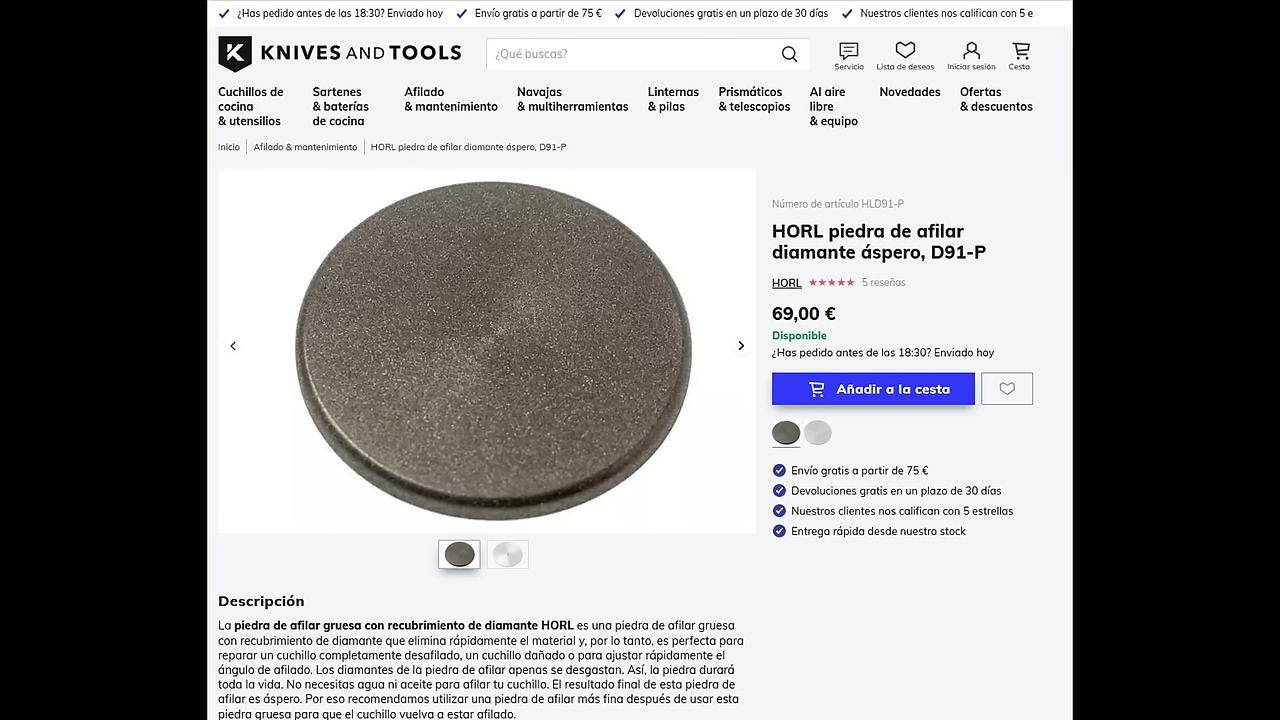 ¿Has pedido antes de las 18:30? Enviado hoy Envío gratis a partir de 75 € Devoluciones gratis en un plazo de 30 días Nuestros clientes nos califican con 5 e
KNIVES AND TOOLS
¿Qué buscas?
Servicio Lista de deseos Iniciar sesión Cesta
Cuchillos de cocina & utensilios
Sartenes & baterías de cocina
Afilado & mantenimiento
Navajas & multiherramientas
Linternas & pilas
Prismáticos & telescopios
Al aire libre & equipo
Novedades
Ofertas & descuentos
Inicio Afilado & mantenimiento HORL piedra de afilar diamante áspero, D91-P
Número de artículo HLD91-P
HORL piedra de afilar
diamante áspero, D91-P
HORL ★★★★★ 5 reseñas
69,00 €
Disponible
¿Has pedido antes de las 18:30? Enviado hoy
Añadir a la cesta
Envío gratis a partir de 75 €
Devoluciones gratis en un plazo de 30 días
Nuestros clientes nos califican con 5 estrellas
Entrega rápida desde nuestro stock
Descripción
La piedra de afilar gruesa con recubrimiento de diamante HORL es una piedra de afilar gruesa
con recubrimiento de diamante que elimina rápidamente el material y, por lo tanto, es perfecta para
reparar un cuchillo completamente desafilado, un cuchillo dañado o para ajustar rápidamente el
ángulo de afilado. Los diamantes de la piedra de afilar apenas se desgastan. Así, la piedra durará
toda la vida. No necesitas agua ni aceite para afilar tu cuchillo. El resultado final de esta piedra de
afilar es áspero. Por eso recomendamos utilizar una piedra de afilar más fina después de usar esta
piedra gruesa para que el cuchillo vuelva a estar afilado.